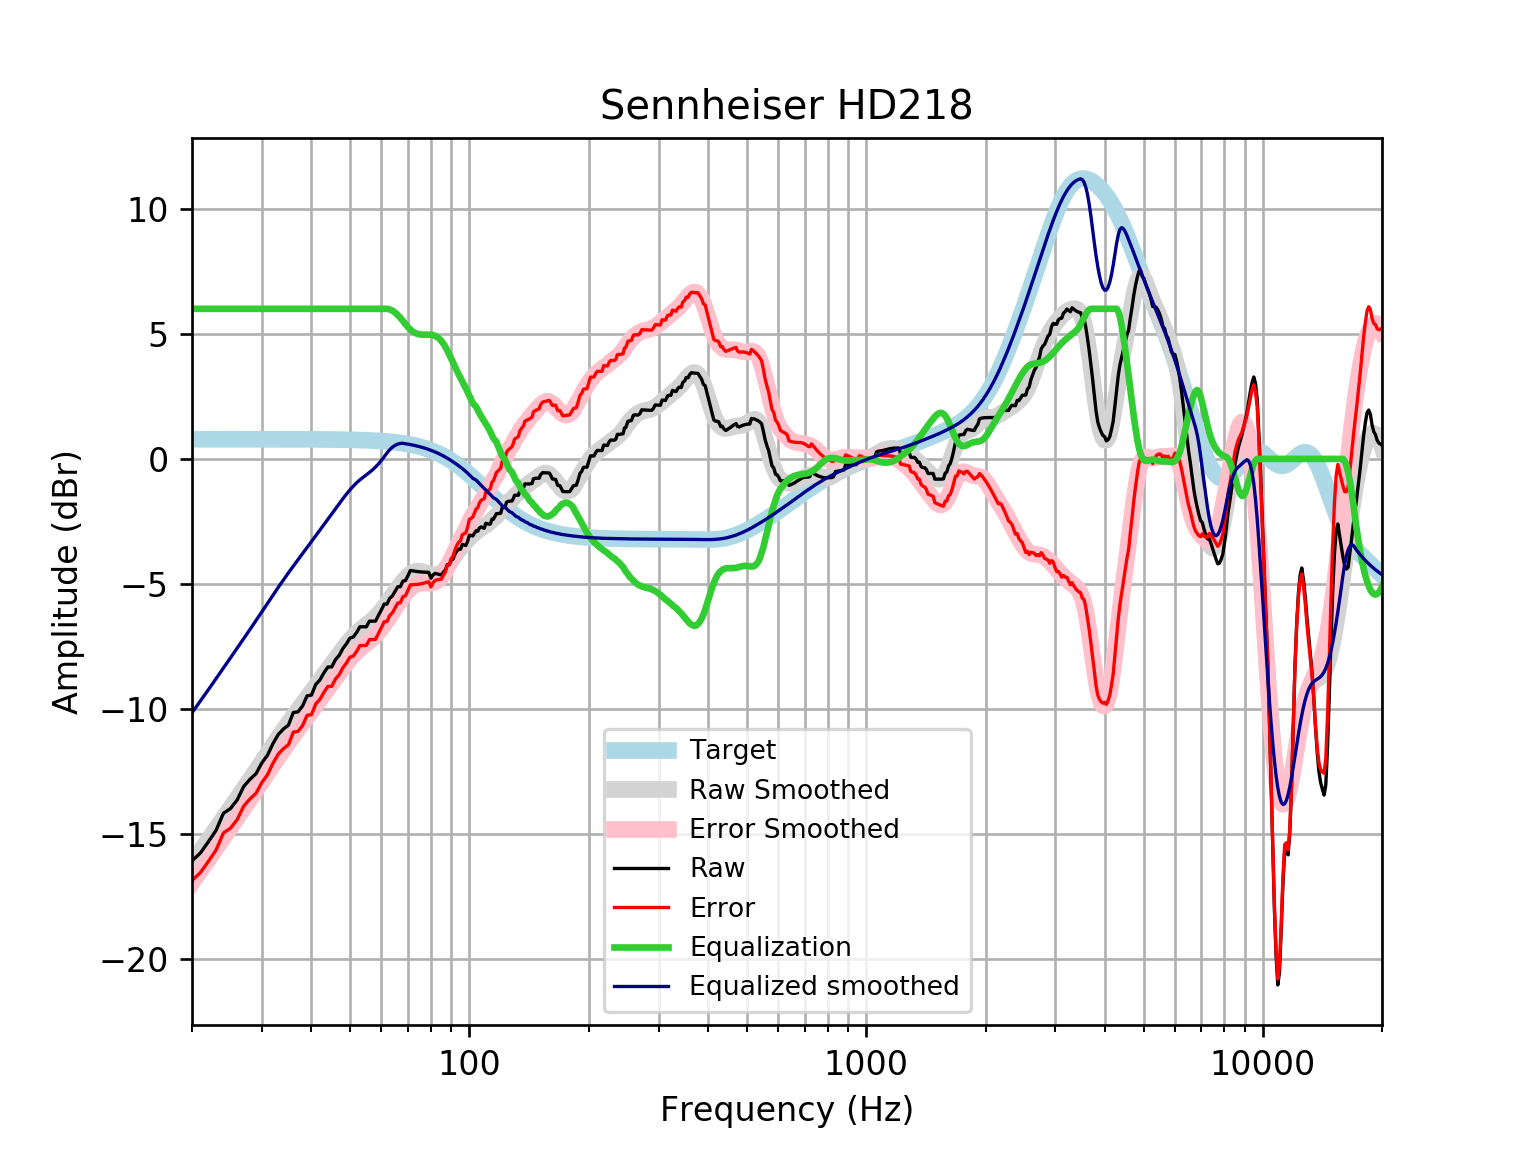 Sennheiser HD218
10
5
0
−5
−10
−15
−20
Amplitude (dBr)
Target
Raw Smoothed
Error Smoothed
Raw
Error
Equalization
Equalized smoothed
100 1000 10000
Frequency (Hz)